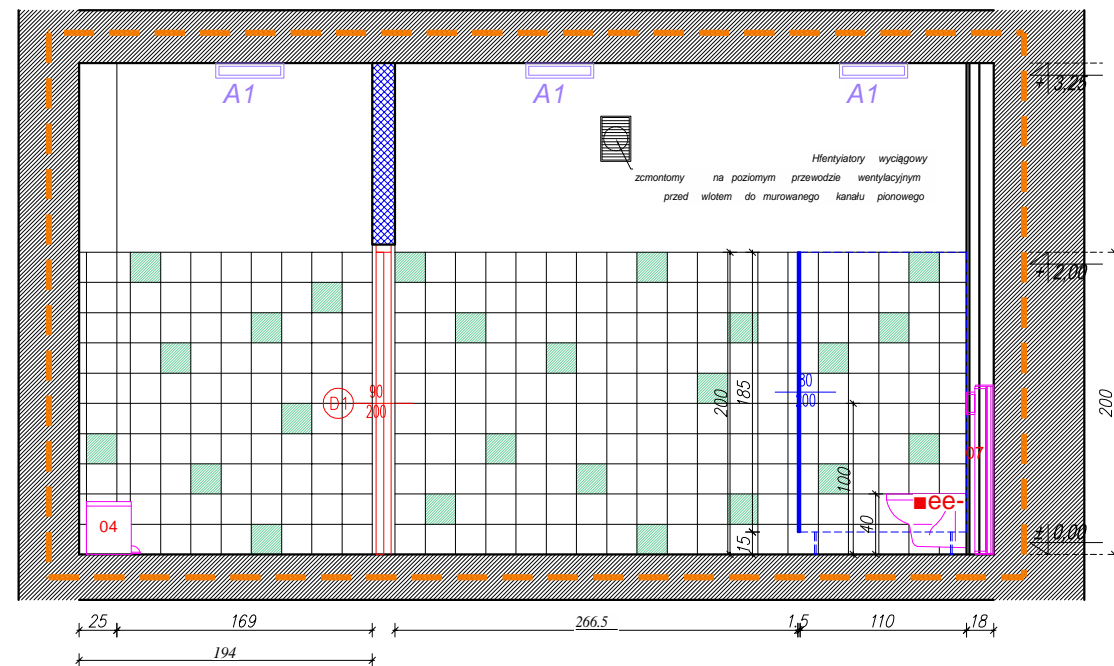 A1 A1 A1
+ 3,25
Hfentyiatory wyciągowy
zcmontomy na poziomym przewodzie wentylacyjnym
przed wlotem do murowanego kanału pionowego
+ 2,00
D1 90
200
200
185
200
100
04
07
■ee-
40
15
± 0,00
25 169 266.5 1.5 110 18
194